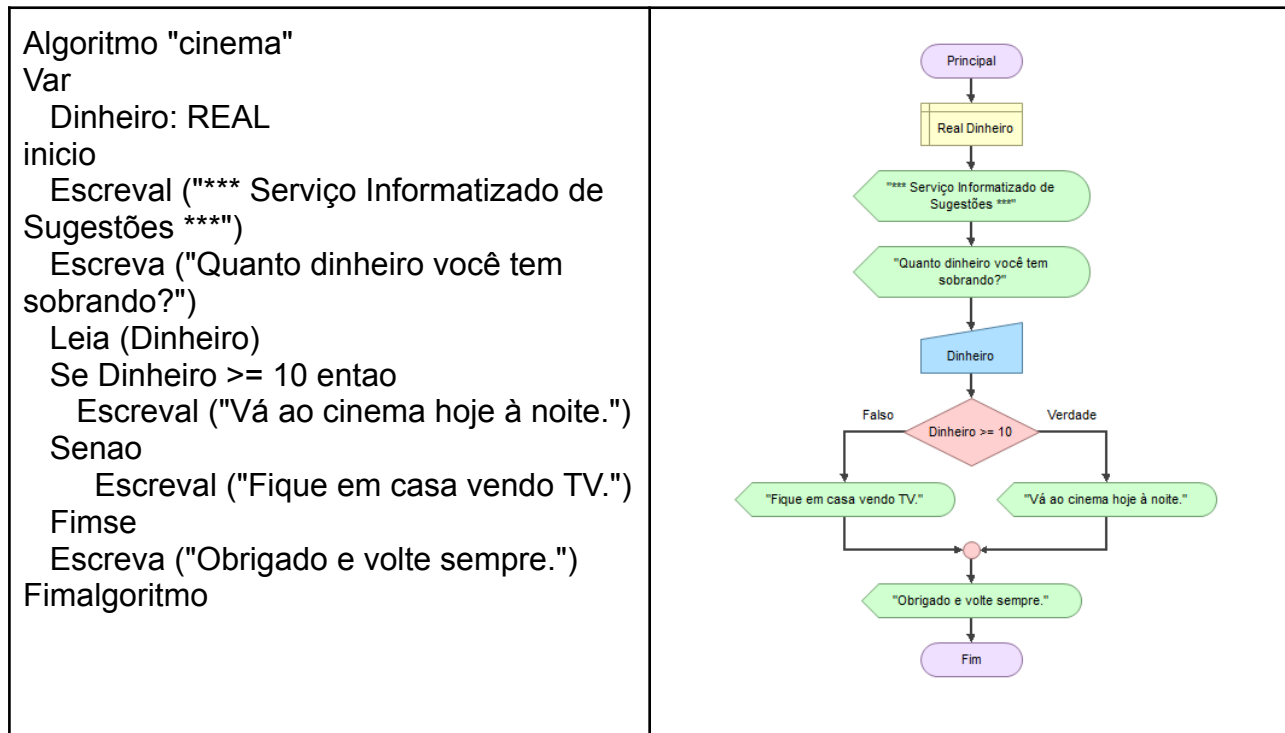 Algoritmo "cinema"
Var
Dinheiro: REAL
inicio
Escreval ("*** Serviço Informatizado de
Sugestões ***")
Escreva ("Quanto dinheiro você tem
sobrando?")
Leia (Dinheiro)
Se Dinheiro >= 10 entao
Escreval ("Vá ao cinema hoje à noite.")
Senao
Escreval ("Fique em casa vendo TV.")
Fimse
Escreva ("Obrigado e volte sempre.")
Fimalgoritmo
Principal
Real Dinheiro
"*** Serviço Informatizado de
Sugestões ***"
"Quanto dinheiro você tem
sobrando?"
Dinheiro
Falso
Dinheiro >= 10
Verdade
"Fique em casa vendo TV."
"Vá ao cinema hoje à noite."
"Obrigado e volte sempre."
Fim